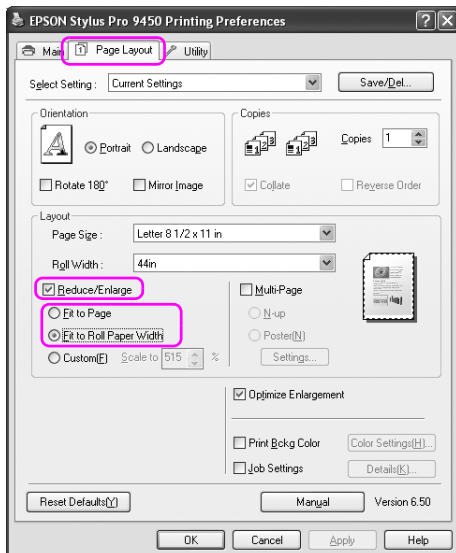 EPSON Stylus Pro 9450 Printing Preferences
Main Page Layout Utility
Select Setting : Current Settings Save/Del...
Orientation Copies
A Portrait Landscape Copies 1
Rotate 180° Mirror Image Collate Reverse Order
Layout
Page Size : Letter 8 1/2 x 11 in
Roll Width : 44in
Reduce/Enlarge Multi-Page
Fit to Page N-up
Fit to Roll Paper Width Poster(N)
Custom(F) Scale to 515 % Settings...
Optimize Enlargement
Print Bckg Color Color Settings(H)...
Job Settings Details(K)...
Reset Defaults(Y) Manual Version 6.50
OK Cancel Apply Help